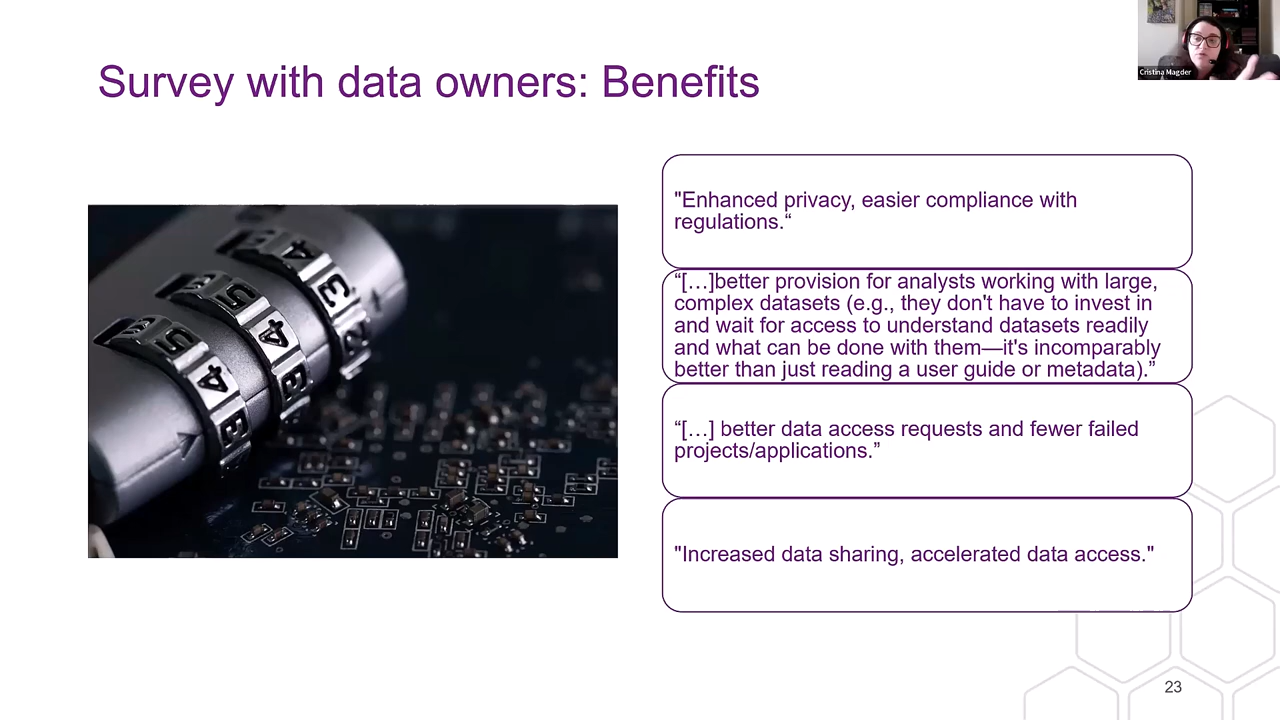 Cristina Magder
Survey with data owners: Benefits
"Enhanced privacy, easier compliance with
regulations.“
“[…]better provision for analysts working with large,
complex datasets (e.g., they don't have to invest in
and wait for access to understand datasets readily
and what can be done with them—it's incomparably
better than just reading a user guide or metadata).”
“[…] better data access requests and fewer failed
projects/applications.”
"Increased data sharing, accelerated data access."
23